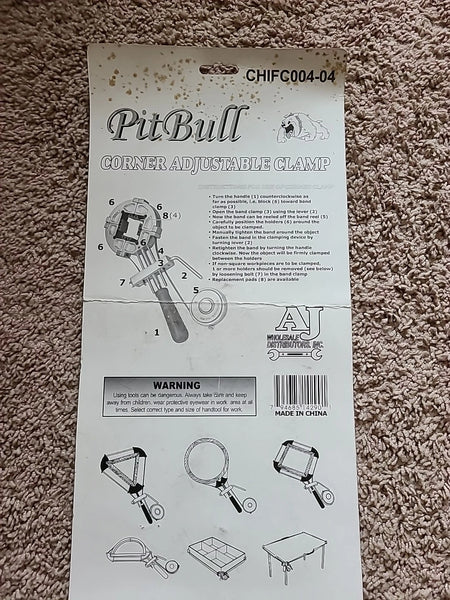 CHIFC004-04
PitBull
CORNER ADJUSTABLE CLAMP
• Turn the handle (1) counterclockwise as
far as possible, i.e. block (6) toward band
clamp (3)
• Open the band clamp (3) using the lever (2)
• Now the band can be reeled off the band reel (5)
• Carefully position the holders (6) around the
object to be clamped.
• Manually tighten the band around the object
• Fasten the band in the clamping device by
turning lever (2)
• Retighten the band by turning the handle
clockwise. Now the object will be firmly clamped
between the holders
• If non-square workpieces are to be clamped,
1 or more holders should be removed (see below)
by loosening bolt (7) in the band clamp
• Replacement pads (8) are available
6
6
8(4)
6
4
3
2
7
5
1
AJ
WHOLESALE
DISTRIBUTORS, INC.
WARNING
Using tools can be dangerous. Always take care and keep
away from children. wear protective eyewear in work area at all
times. Select correct type and size of handtool for work.
7 94685 14290
MADE IN CHINA